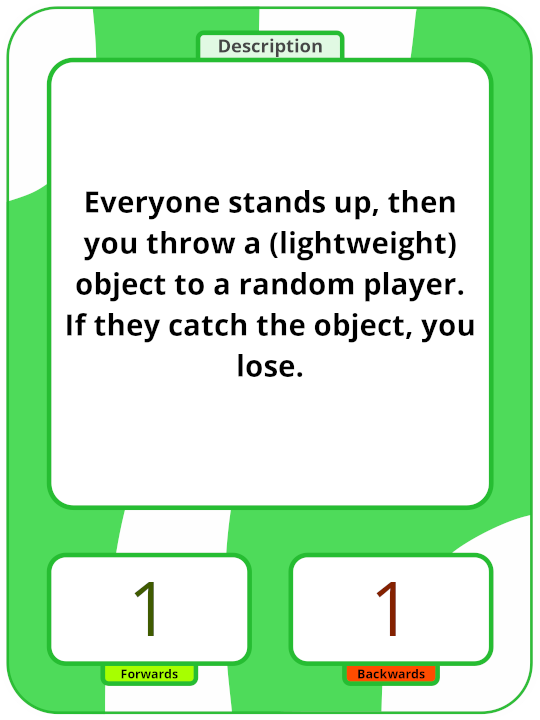 Description
Everyone stands up, then
you throw a (lightweight)
object to a random player.
If they catch the object, you
lose.
1
1
Forwards
Backwards